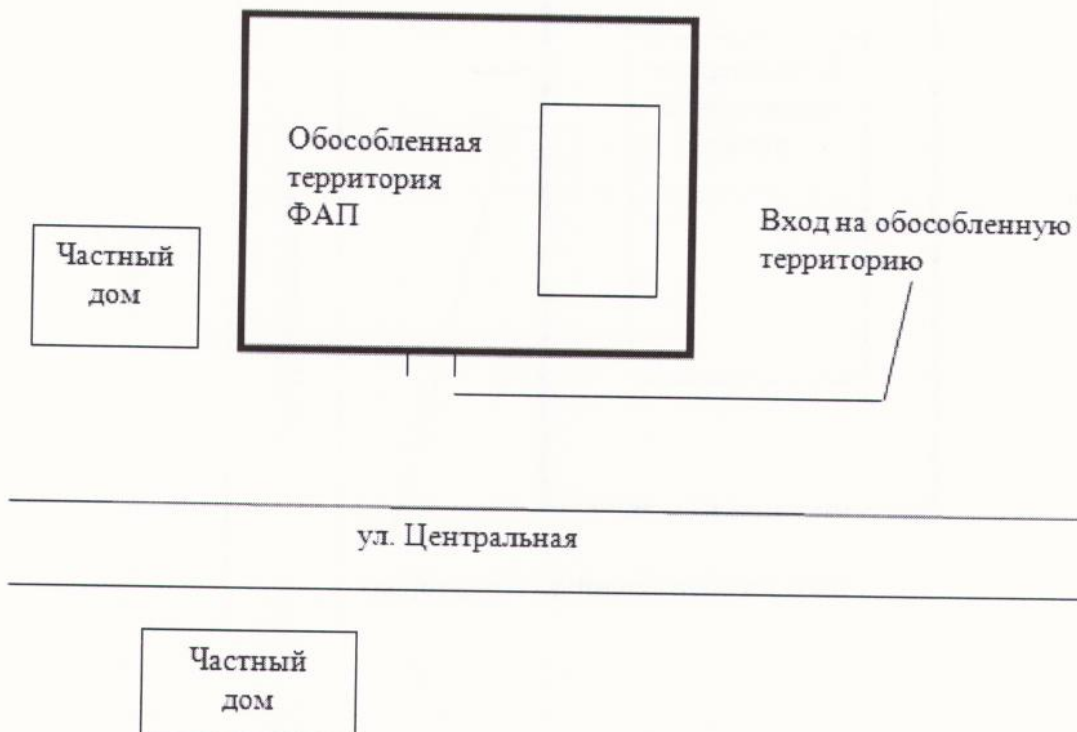 Обособленная
территория
ФАП
Вход на обособленную
территорию
Частный
дом
ул. Центральная
Частный
дом